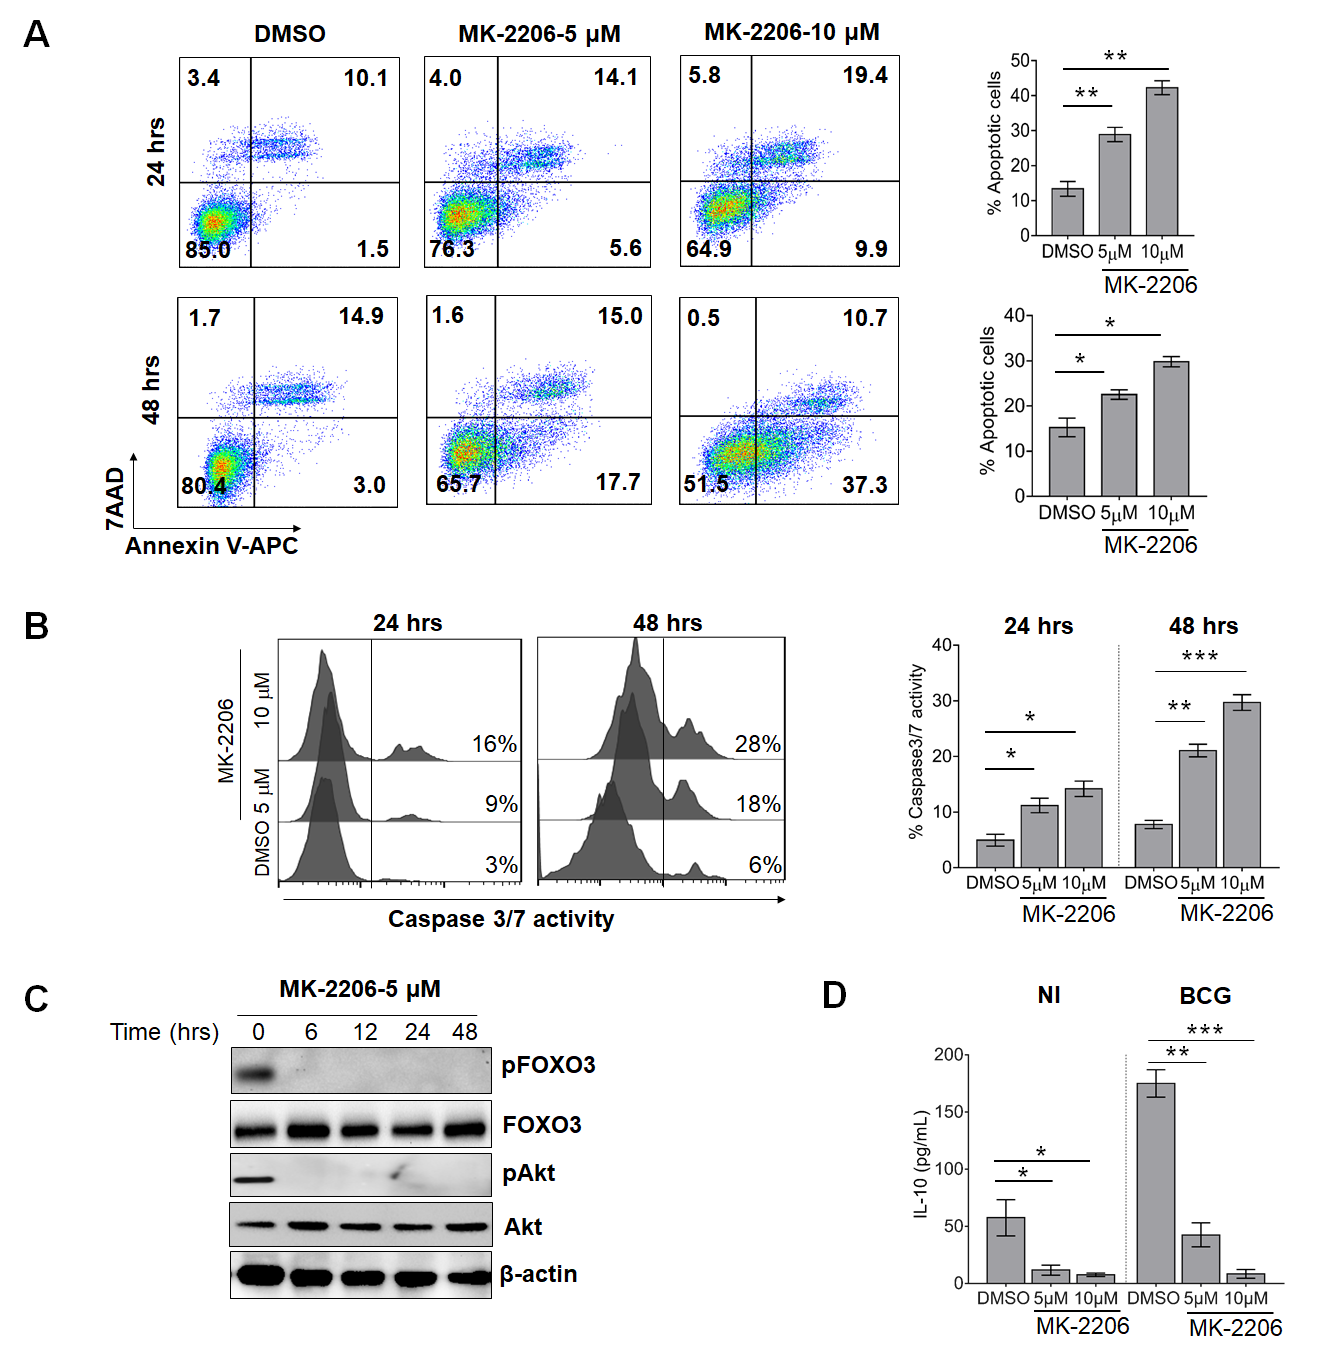 A
DMSO
MK-2206-5 µM
MK-2206-10 µM
24 hrs
3.4
10.1
85.0
1.5
4.0
14.1
76.3
5.6
5.8
19.4
64.9
9.9
% Apoptotic cells
50
40
30
20
10
0
**
**
DMSO 5µM 10µM
MK-2206
48 hrs
1.7
14.9
80.4
3.0
1.6
15.0
65.7
17.7
0.5
10.7
51.5
37.3
7AAD
Annexin V-APC
% Apoptotic cells
40
30
20
10
0
*
*
DMSO 5µM 10µM
MK-2206
B
24 hrs
48 hrs
MK-2206
10 µM
5 µM
DMSO
16%
9%
3%
28%
18%
6%
Caspase 3/7 activity
24 hrs
48 hrs
% Caspase3/7 activity
40
30
20
10
0
*
*
***
**
DMSO 5µM 10µM
MK-2206
DMSO 5µM 10µM
MK-2206
C
MK-2206-5 µM
Time (hrs) 0 6 12 24 48
pFOXO3
FOXO3
pAkt
Akt
β-actin
D
NI
BCG
IL-10 (pg/mL)
200
150
100
50
0
*
*
***
**
DMSO 5µM 10µM
MK-2206
DMSO 5µM 10µM
MK-2206